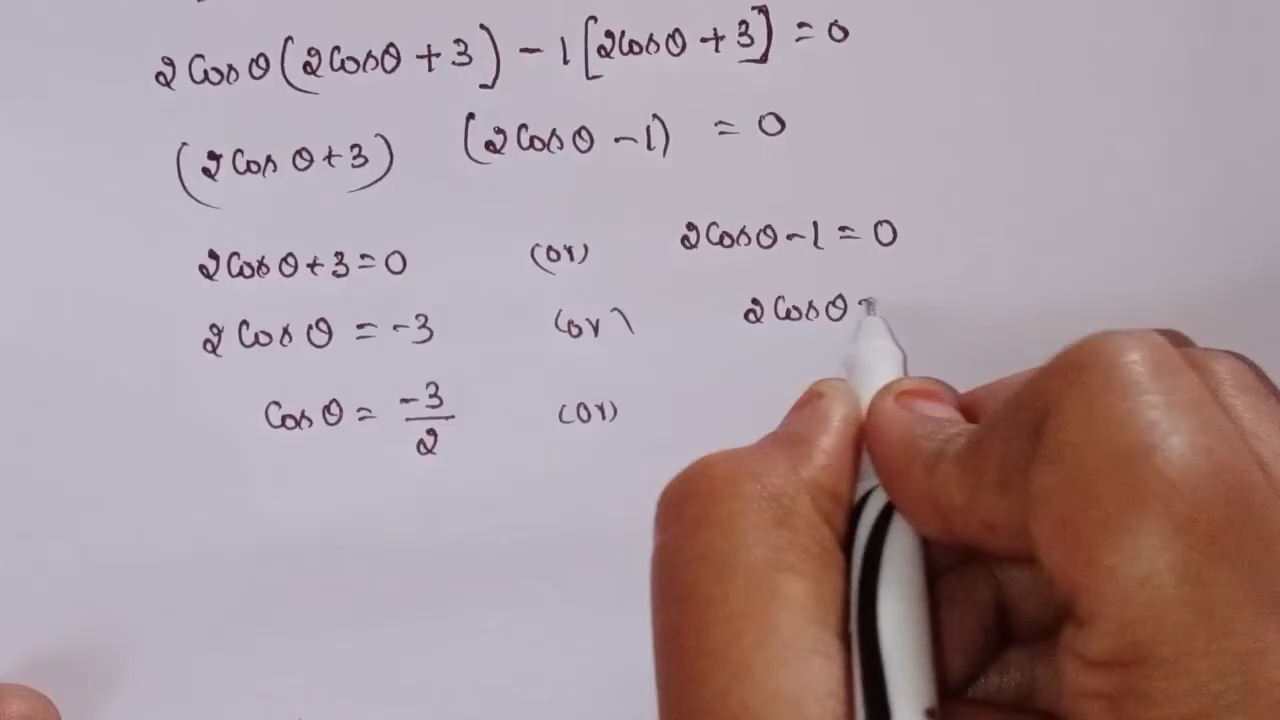 2 Cos θ (2 Cos θ + 3) - 1 [2 Cos θ + 3] = 0
(2 Cos θ + 3) (2 Cos θ - 1) = 0
2 Cos θ + 3 = 0 (or) 2 Cos θ - 1 = 0
2 Cos θ = -3 (or) 2 Cos θ =
Cos θ = -3/2 (or)